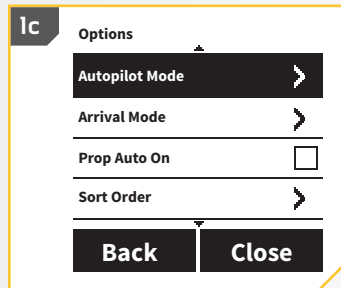 1c
Options
Autopilot Mode
Arrival Mode
Prop Auto On
Sort Order
Back Close